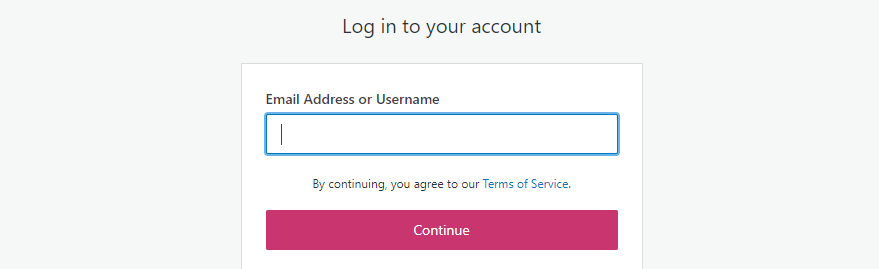 Log in to your account
Email Address or Username
By continuing, you agree to our Terms of Service.
Continue